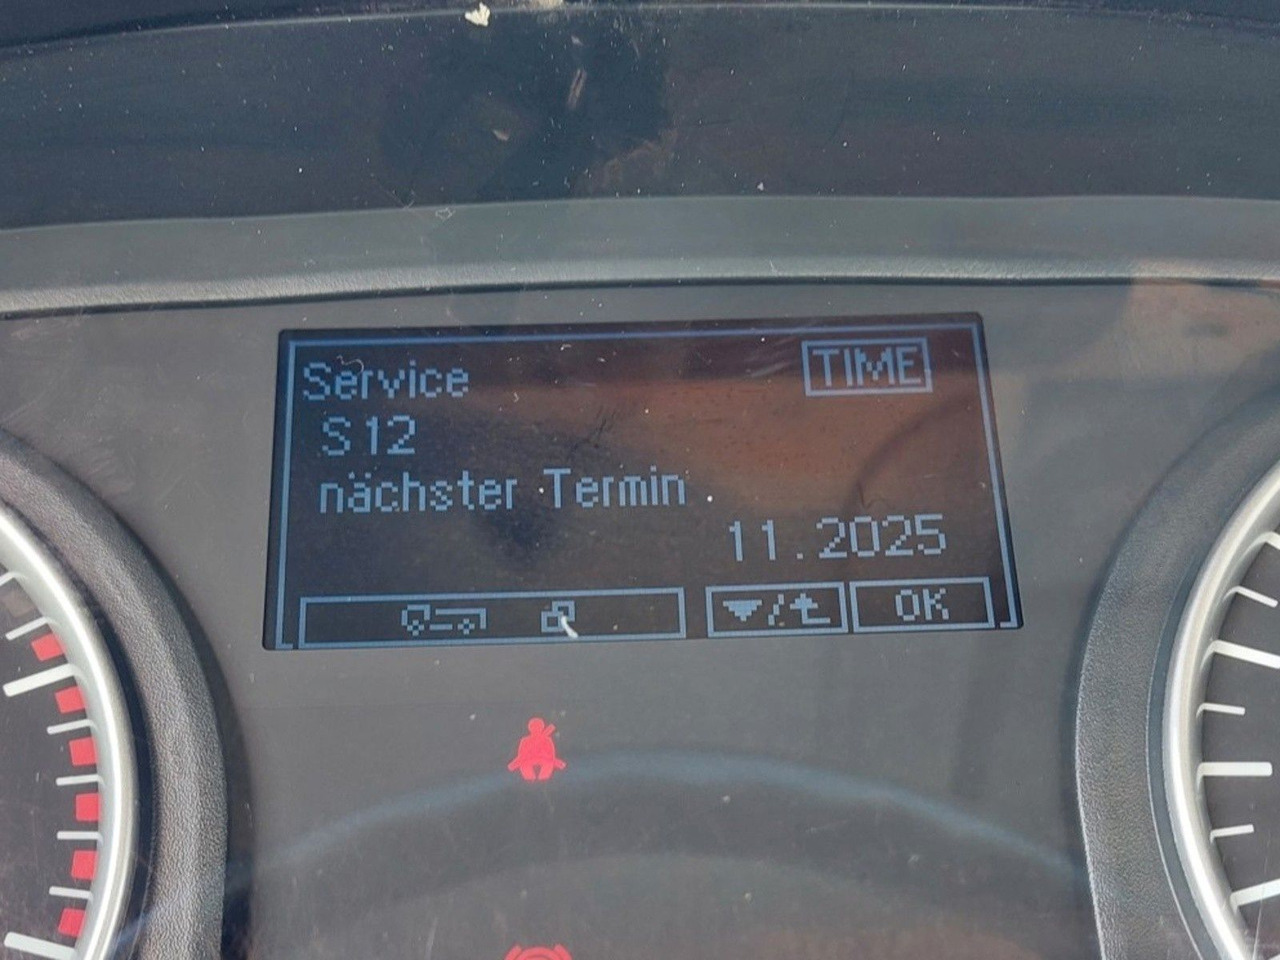 Service TIME
S12
nächster Termin
11.2025
OK